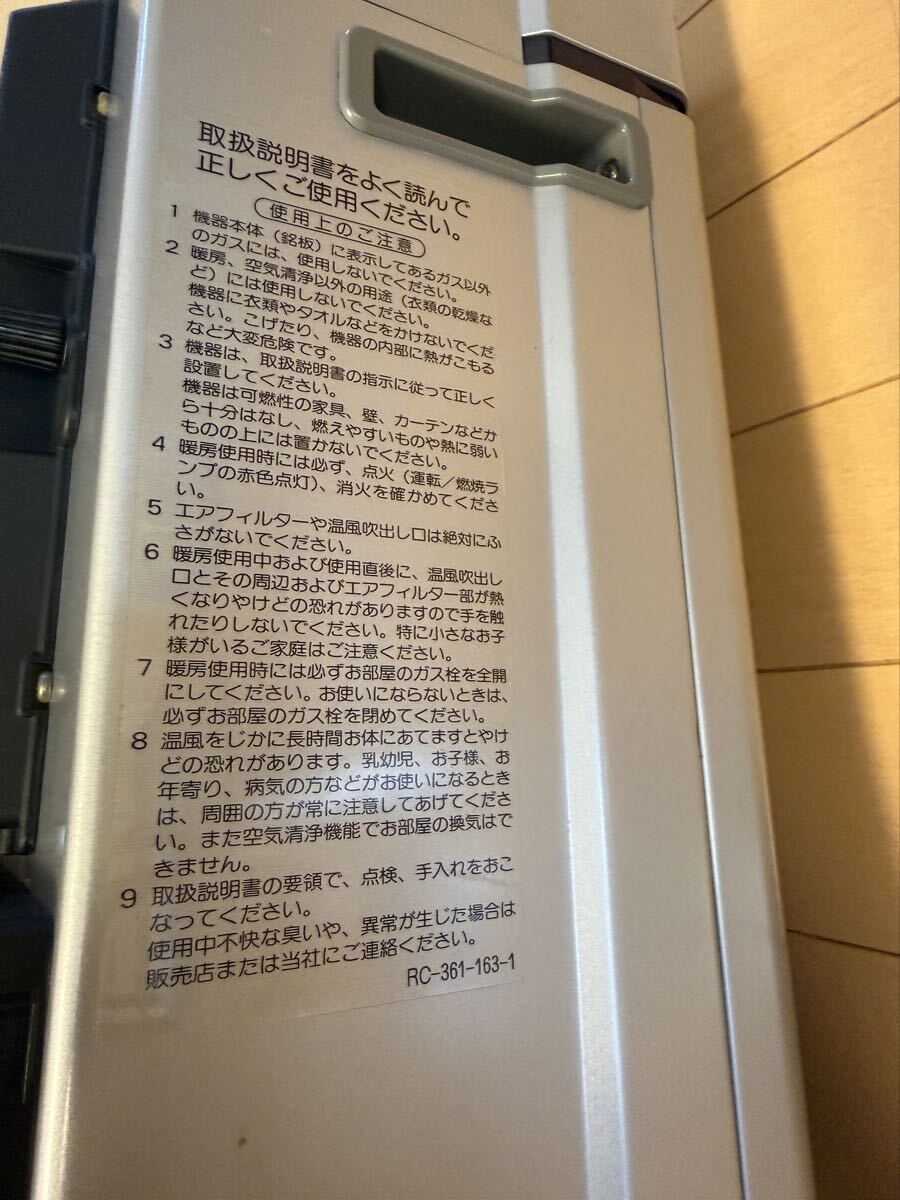 取扱説明書をよく読んで
正しくご使用ください。
使用上のご注意
1 機器本体（銘板）に表示してあるガス以外
のガスには、使用しないでください。
2 暖房、空気清浄以外の用途（衣類の乾燥な
ど）には使用しないでください。
機器に衣類やタオルなどをかけないでくだ
さい。こげたり、機器の内部に熱がこもる
など大変危険です。
3 機器は、取扱説明書の指示に従って正しく
設置してください。
機器は可燃性の家具、壁、カーテンなどか
ら十分はなし、燃えやすいものや熱に弱い
ものの上には置かないでください。
4 暖房使用時には必ず、点火（運転／燃焼ラ
ンプの赤色点灯）、消火を確かめてくださ
い。
5 エアフィルターや温風吹出し口は絶対にふ
さがないでください。
6 暖房使用中および使用直後に、温風吹出し
口とその周辺およびエアフィルター部が熱
くなりやけどの恐れがありますので手を触
れたりしないでください。特に小さなお子
様がいるご家庭はご注意ください。
7 暖房使用時には必ずお部屋のガス栓を全開
にしてください。お使いにならないときは、
必ずお部屋のガス栓を閉めてください。
8 温風をじかに長時間お体にあてますとやけ
どの恐れがあります。乳幼児、お子様、お
年寄り、病気の方などがお使いになるとき
は、周囲の方が常に注意してあげてくださ
い。また空気清浄機能でお部屋の換気はで
きません。
9 取扱説明書の要領で、点検、手入れをおこ
なってください。
使用中不快な臭いや、異常が生じた場合は
販売店または当社にご連絡ください。
RC-361-163-1